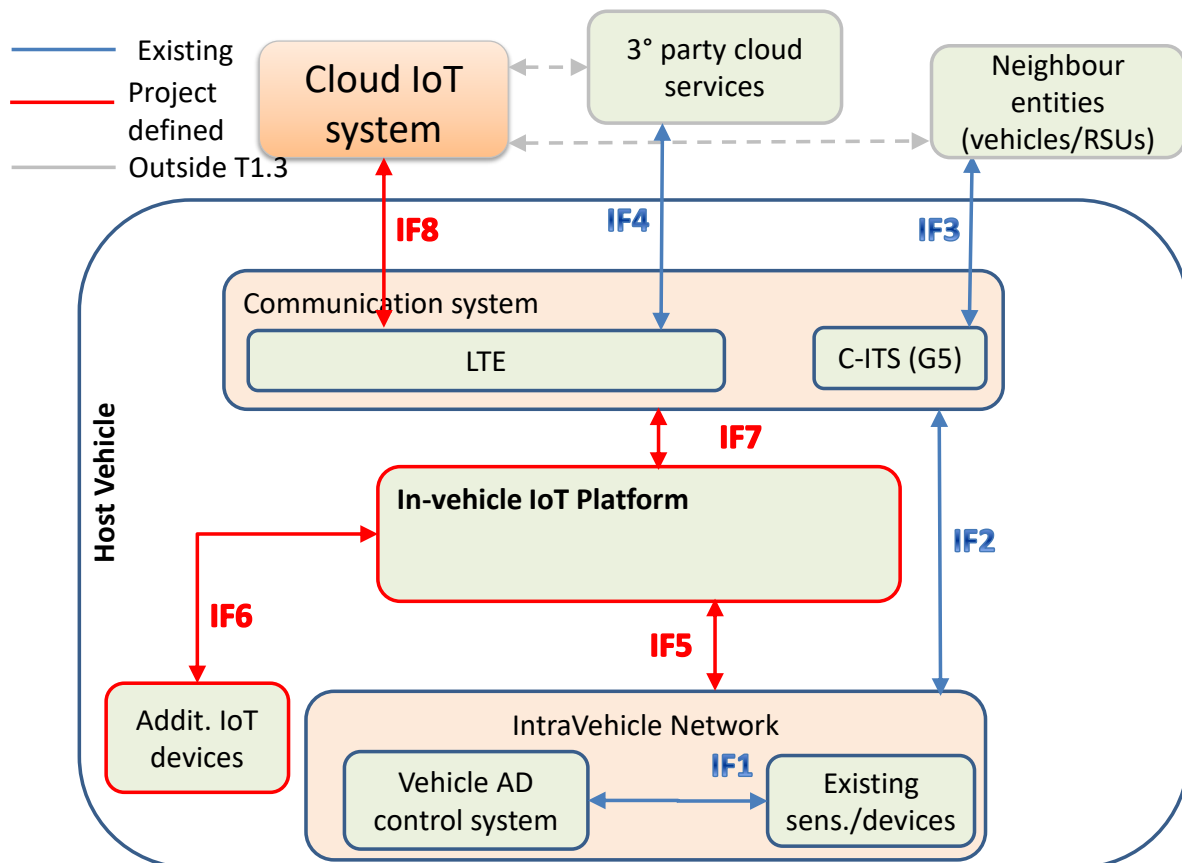 Existing
Project
defined
Outside T1.3
Cloud IoT
system
3° party cloud
services
Neighbour
entities
(vehicles/RSUs)
IF8
IF4
IF3
Communication system
LTE
C-ITS (G5)
IF7
Host Vehicle
In-vehicle IoT Platform
IF2
IF6
IF5
Addit. IoT
devices
IntraVehicle Network
Vehicle AD
control system
IF1
Existing
sens./devices